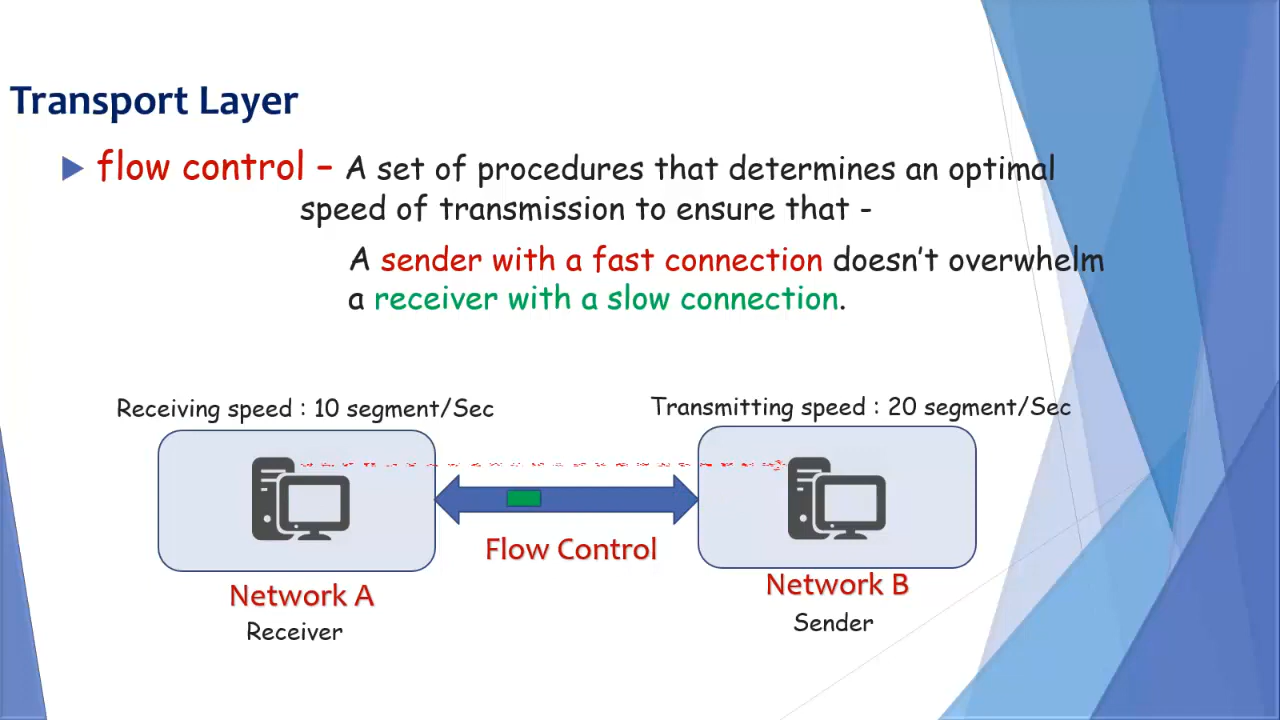 Transport Layer
flow control – A set of procedures that determines an optimal
speed of transmission to ensure that -
A sender with a fast connection doesn’t overwhelm
a receiver with a slow connection.
Receiving speed : 10 segment/Sec
Transmitting speed : 20 segment/Sec
Flow Control
Network A
Receiver
Network B
Sender